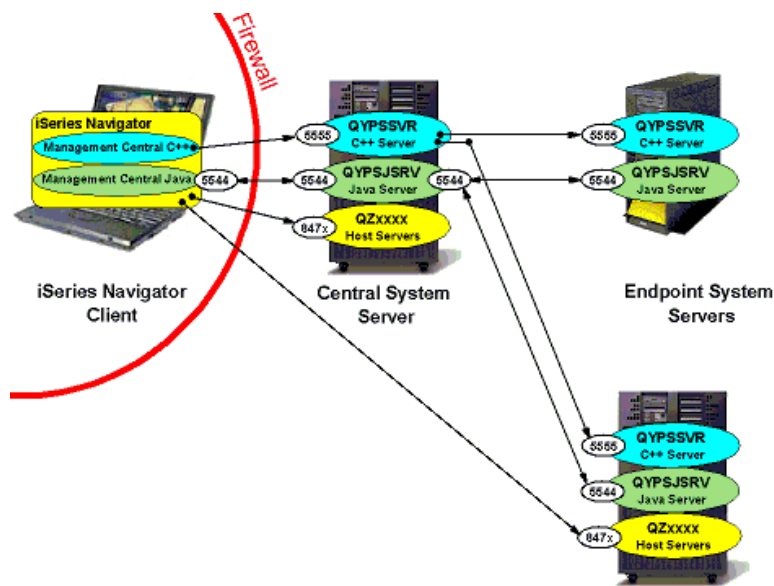 Firewall
iSeries Navigator
Management Central C++
Management Central Java
5544
iSeries Navigator
Client
5555
QYPSSVR
C++ Server
5544
QYPSJSRV
Java Server
5544
847x
QZxxxx
Host Servers
Central System
Server
5555
QYPSSVR
C++ Server
5544
QYPSJSRV
Java Server
Endpoint System
Servers
5555
QYPSSVR
C++ Server
5544
QYPSJSRV
Java Server
847x
QZxxxx
Host Servers